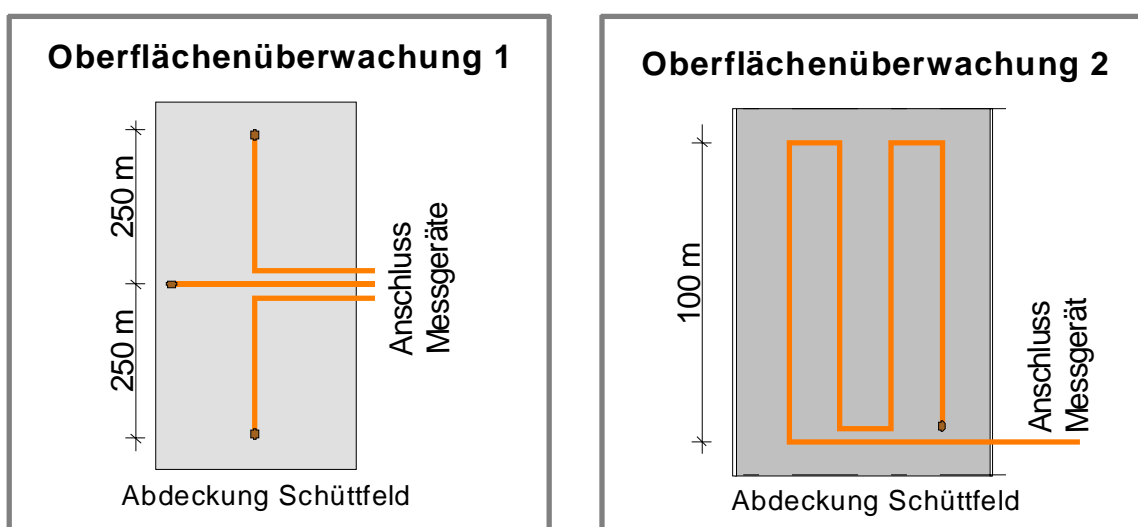 Oberflächenüberwachung 1
250 m
250 m
Anschluss
Messgeräte
Abdeckung Schüttfeld
Oberflächenüberwachung 2
100 m
Anschluss
Messgerät
Abdeckung Schüttfeld